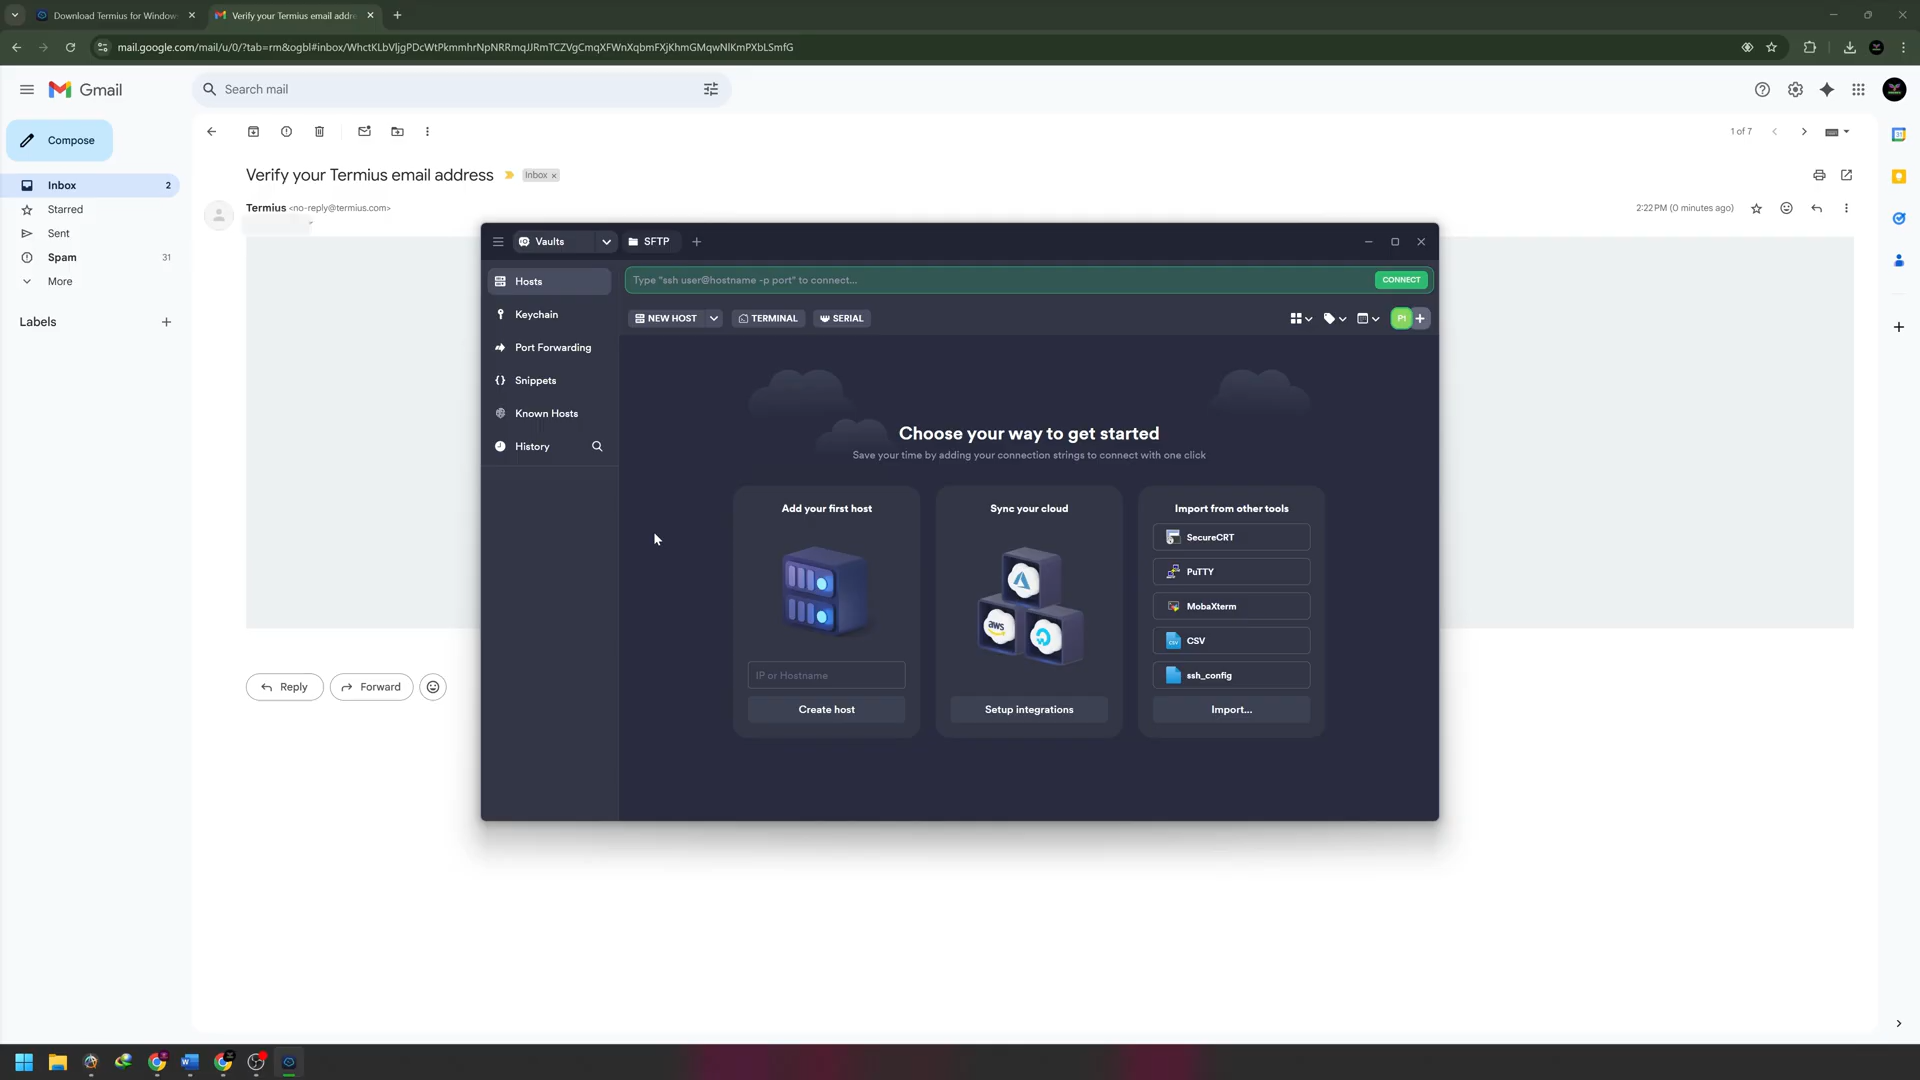 Download Termius for Windows
Verify your Termius email addre
mail.google.com/mail/u/0/?tab=rm&ogbl#inbox/WhctKLbVljgPDcWtPkmmhrNpNRRmqJJRmTCZVgCmqXFWnXqbmFXjKhmGMqwNlKmPXbLSmfG
Gmail
Search mail
Compose
1 of 7
Verify your Termius email address
Inbox
Inbox 2
Termius <no-reply@termius.com>
2:22 PM (0 minutes ago)
Starred
Sent
Spam 31
More
Labels
Vaults
SFTP
Hosts
Type "ssh user@hostname -p port" to connect...
CONNECT
Keychain
NEW HOST
TERMINAL
SERIAL
P1
Port Forwarding
Snippets
Known Hosts
History
Choose your way to get started
Save your time by adding your connection strings to connect with one click
Add your first host
IP or Hostname
Create host
Sync your cloud
aws
Setup integrations
Import from other tools
SecureCRT
PuTTY
MobaXterm
CSV
ssh_config
Import...
Reply
Forward